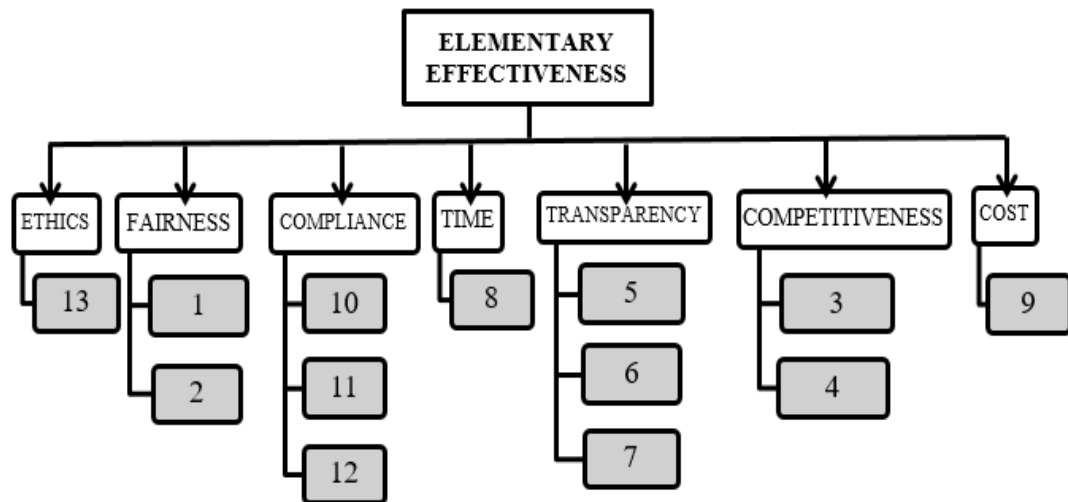 ELEMENTARY
EFFECTIVENESS
ETHICS
FAIRNESS
COMPLIANCE
TIME
TRANSPARENCY
COMPETITIVENESS
COST
13
1
2
10
11
12
8
5
6
7
3
4
9